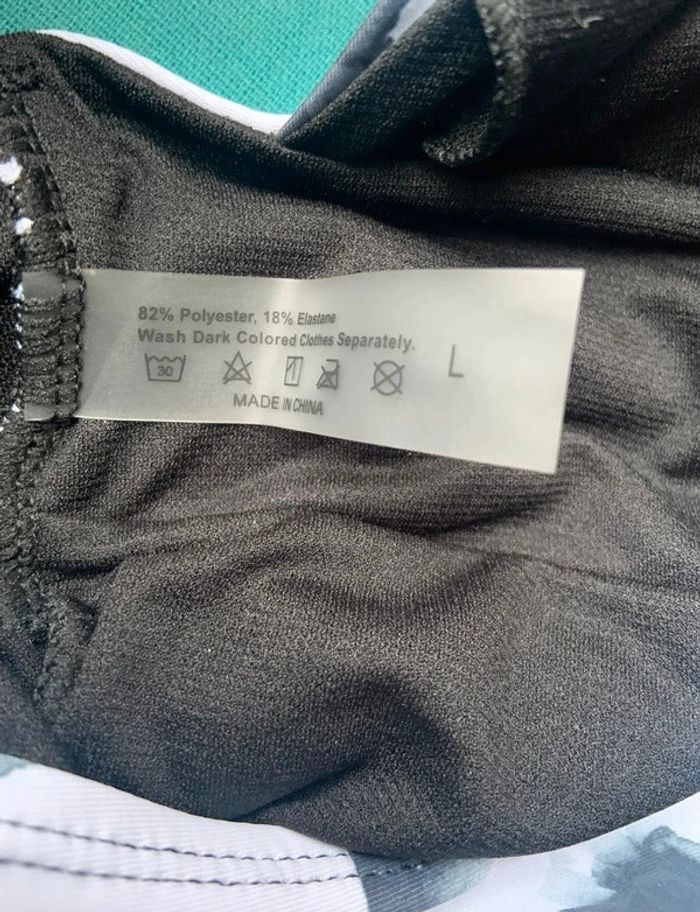 82% Polyester, 18% Elastane
Wash Dark Colored Clothes Separately.
30
L
MADE IN CHINA